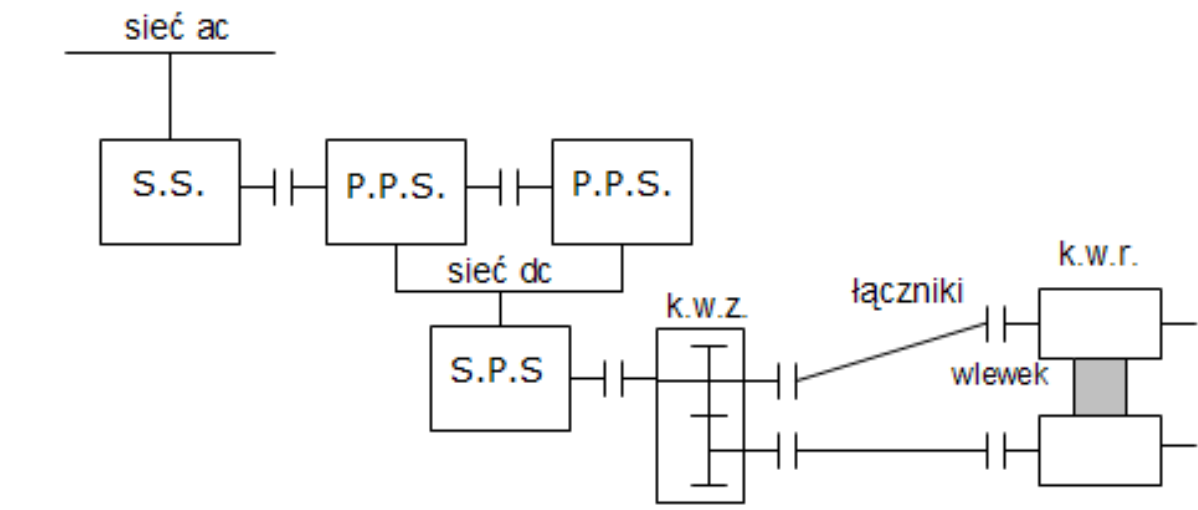 sieć ac
S.S.
P.P.S.
P.P.S.
sieć dc
k.w.r.
łączniki
k.w.z.
S.P.S
wlewek